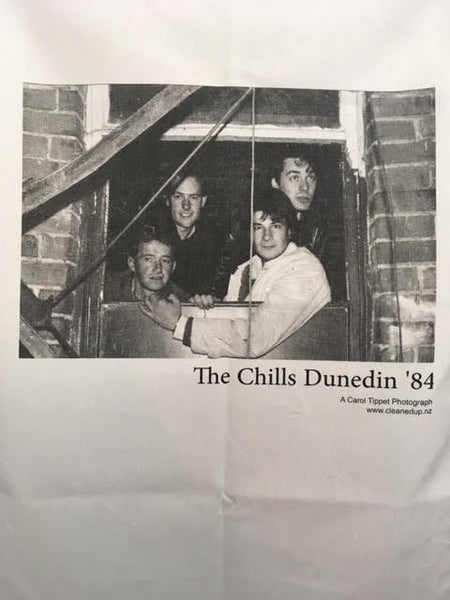 The Chills Dunedin '84
A Carol Tippet Photograph
www.cleanedup.nz